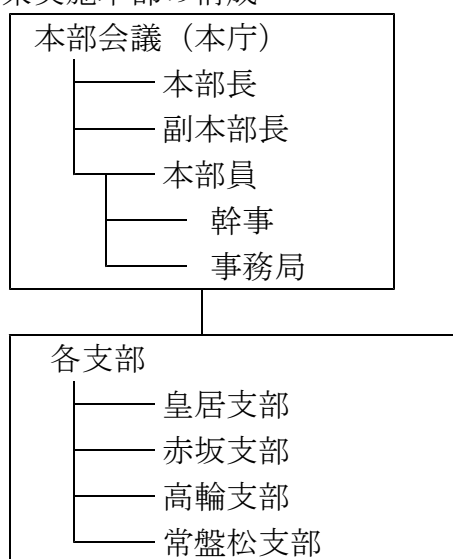 本部会議（本庁）
本部長
副本部長
本部員
幹事
事務局
各支部
皇居支部
赤坂支部
高輪支部
常盤松支部